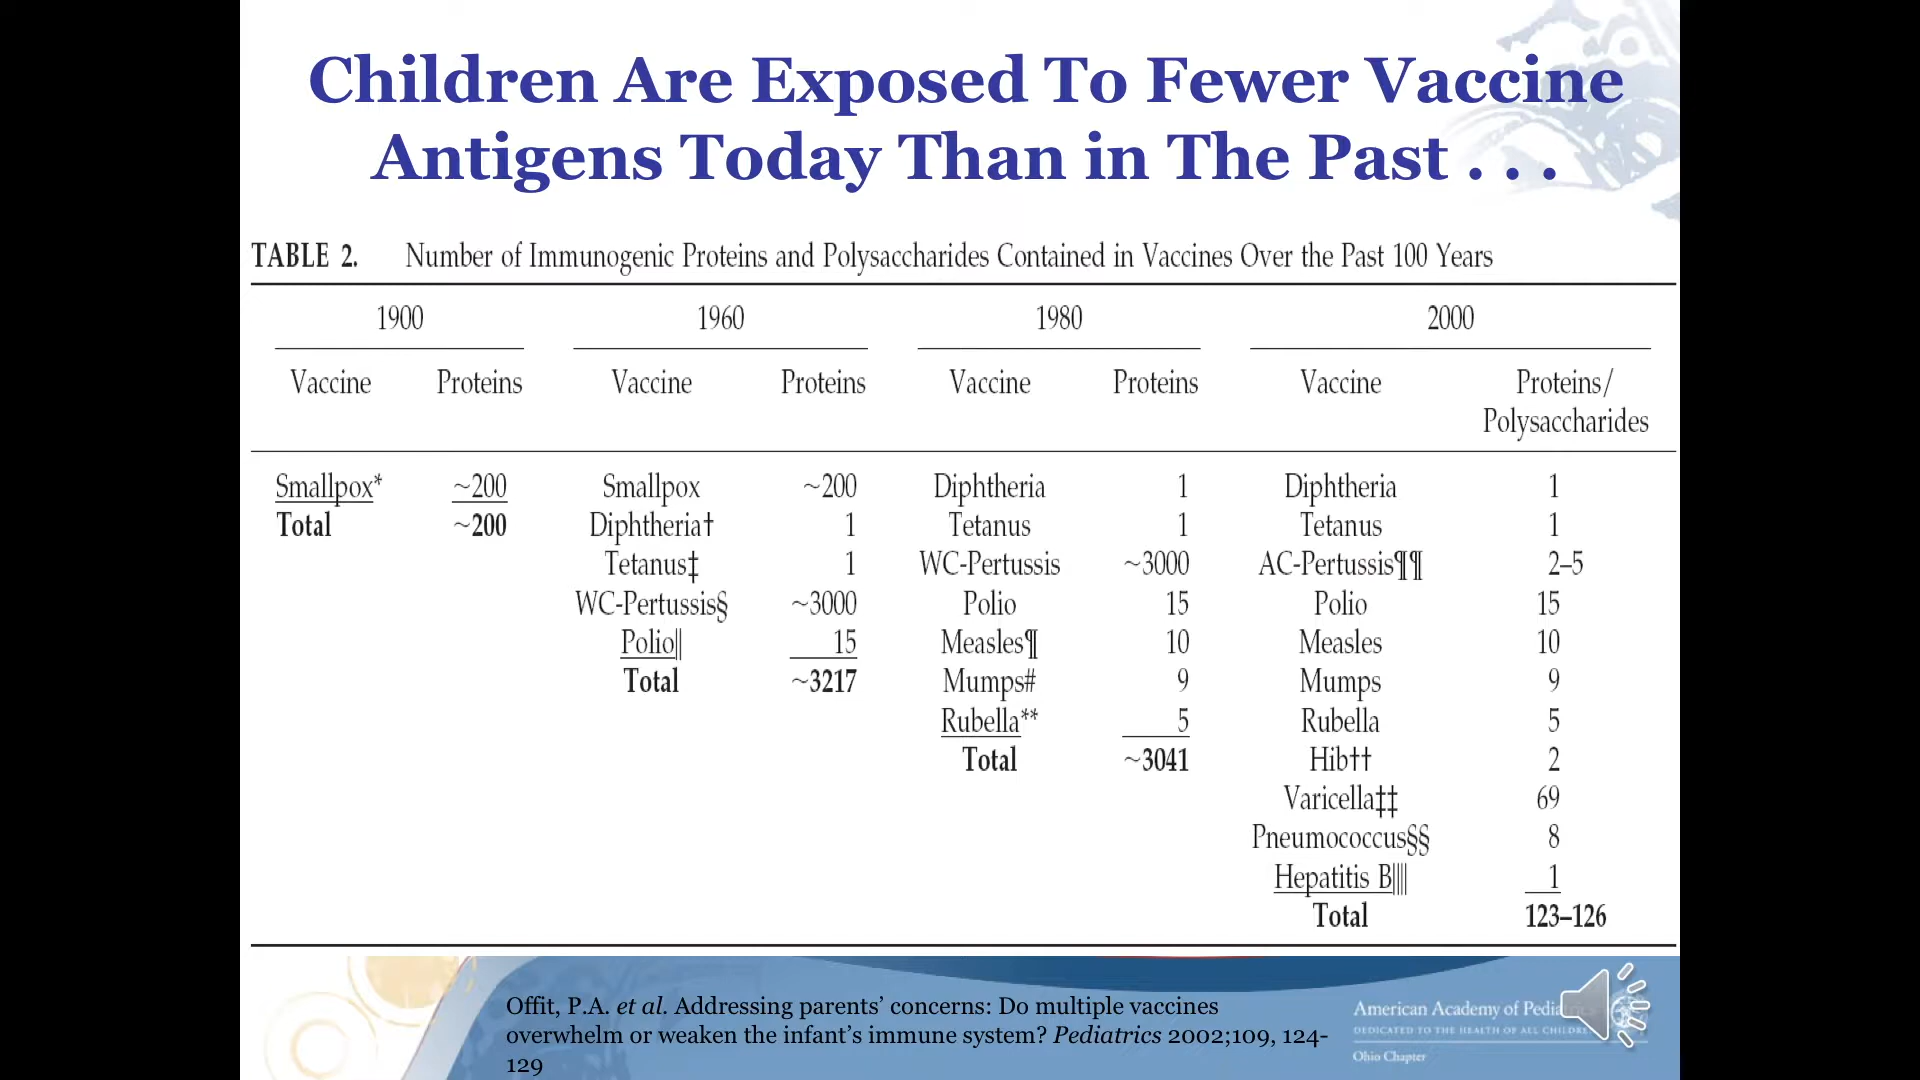 Children Are Exposed To Fewer Vaccine
Antigens Today Than in The Past . . .
TABLE 2. Number of Immunogenic Proteins and Polysaccharides Contained in Vaccines Over the Past 100 Years
1900 1960 1980 2000
Vaccine Proteins Vaccine Proteins Vaccine Proteins Vaccine Proteins/
Polysaccharides
Smallpox* ~200 Smallpox ~200 Diphtheria 1 Diphtheria 1
Total ~200 Diphtheria† 1 Tetanus 1 Tetanus 1
Tetanus‡ 1 WC-Pertussis ~3000 AC-Pertussis¶¶ 2–5
WC-Pertussis§ ~3000 Polio 15 Polio 15
Polio‖ 15 Measles¶ 10 Measles 10
Total ~3217 Mumps# 9 Mumps 9
Rubella** 5 Rubella 5
Total ~3041 Hib†† 2
Varicella‡‡ 69
Pneumococcus§§ 8
Hepatitis B‖‖ 1
Total 123–126
Offit, P.A. et al. Addressing parents’ concerns: Do multiple vaccines
overwhelm or weaken the infant’s immune system? Pediatrics 2002;109, 124-
129
American Academy of
DEDICATED TO THE HEALTH OF ALL
Ohio Chapter